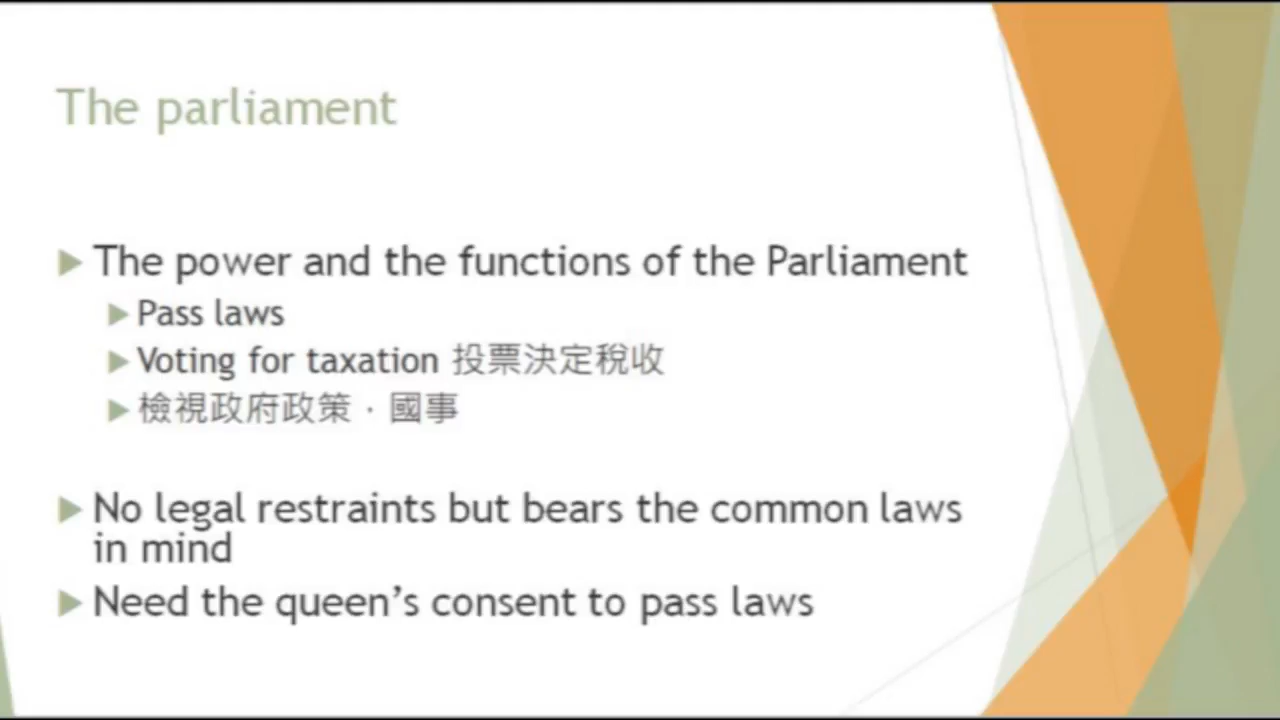 The parliament
The power and the functions of the Parliament
Pass laws
Voting for taxation 投票決定稅收
檢視政府政策．國事
No legal restraints but bears the common laws
in mind
Need the queen’s consent to pass laws